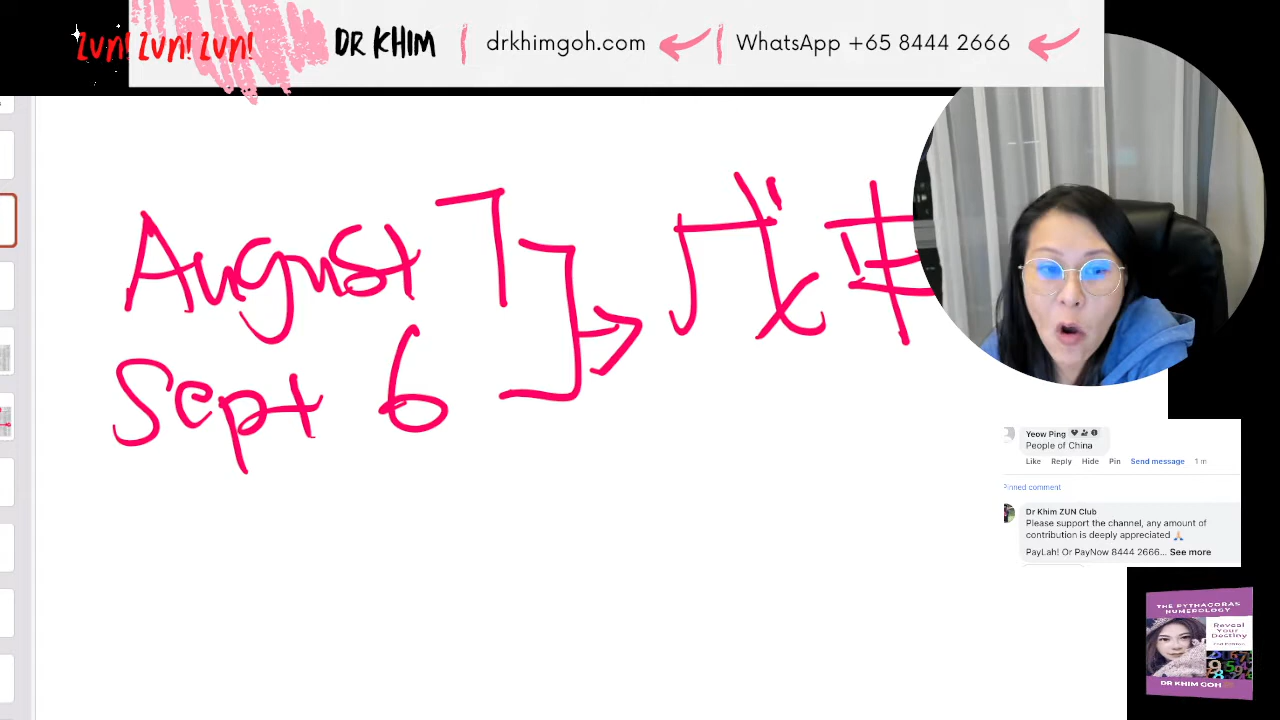 ZUN! ZUN! ZUN! DR KHIM drkhimgoh.com WhatsApp +65 8444 2666
August 7
Sept 6
戊申
Yeow Ping
People of China
Like Reply Hide Pin Send message 1 m
Pinned comment
Dr Khim ZUN Club
Please support the channel, any amount of
contribution is deeply appreciated 🙏🏻
PayLah! Or PayNow 8444 2666... See more
THE PYTHAGORAS
NUMEROLOGY
Reveal
Your
Destiny
DR KHIM GOH